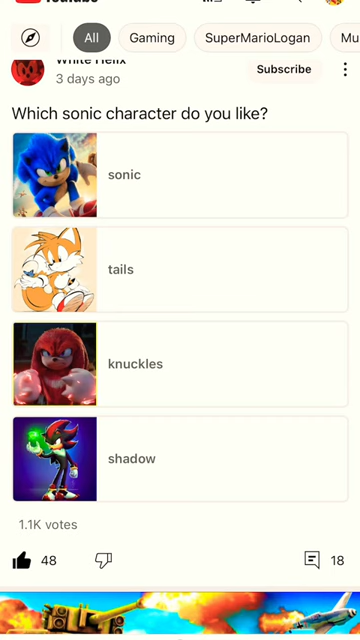 All
Gaming
SuperMarioLogan
3 days ago
Subscribe
Which sonic character do you like?
sonic
tails
knuckles
shadow
1.1K votes
48
18